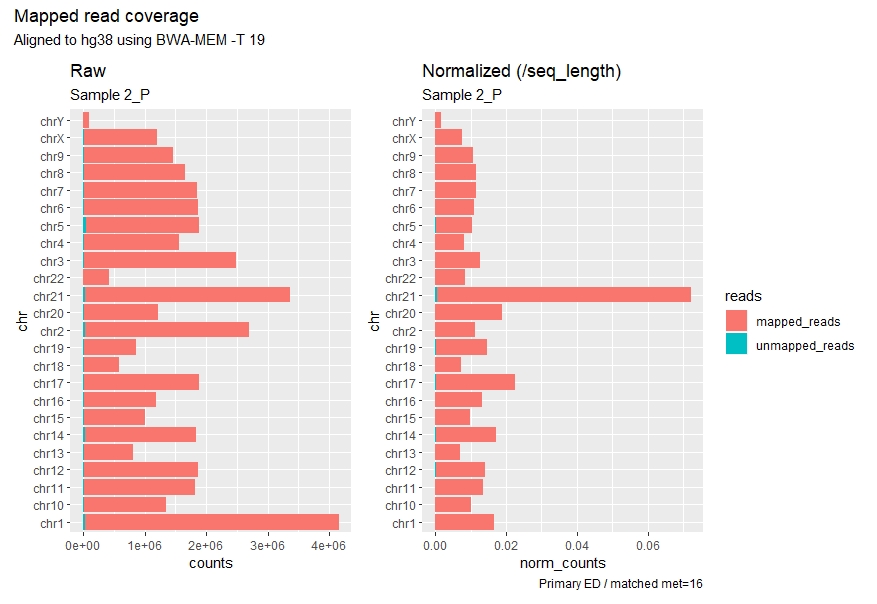 Mapped read coverage
Aligned to hg38 using BWA-MEM -T 19
Raw
Sample 2_P
chr
chrY
chrX
chr9
chr8
chr7
chr6
chr5
chr4
chr3
chr22
chr21
chr20
chr2
chr19
chr18
chr17
chr16
chr15
chr14
chr13
chr12
chr11
chr10
chr1
0e+00 1e+06 2e+06 3e+06 4e+06
counts
Normalized (/seq_length)
Sample 2_P
chr
chrY
chrX
chr9
chr8
chr7
chr6
chr5
chr4
chr3
chr22
chr21
chr20
chr2
chr19
chr18
chr17
chr16
chr15
chr14
chr13
chr12
chr11
chr10
chr1
0.00 0.02 0.04 0.06
norm_counts
reads
mapped_reads
unmapped_reads
Primary ED / matched met=16